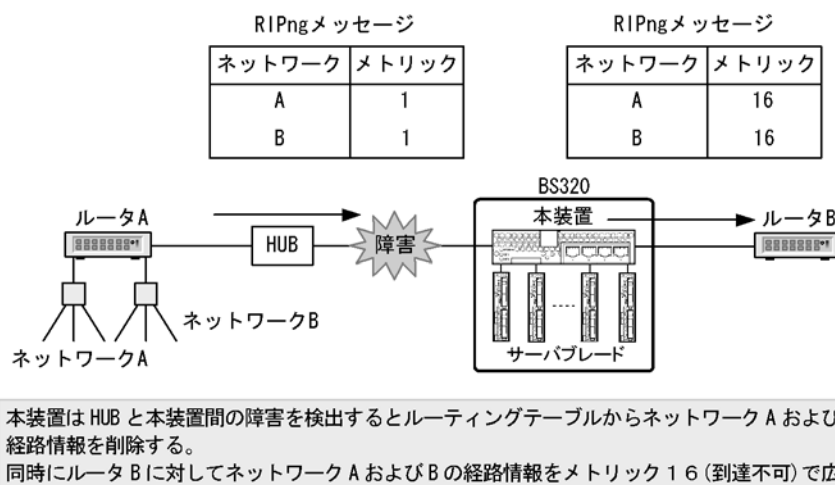 RIPngメッセージ
ネットワーク メトリック
A 1
B 1
RIPngメッセージ
ネットワーク メトリック
A 16
B 16
BS320
ルータA
HUB
障害
本装置
ルータB
ネットワークB
ネットワークA
サーバブレード
本装置は HUB と本装置間の障害を検出するとルーティングテーブルからネットワーク A および
経路情報を削除する。
同時にルータ B に対してネットワーク A および B の経路情報をメトリック16(到達不可)で広